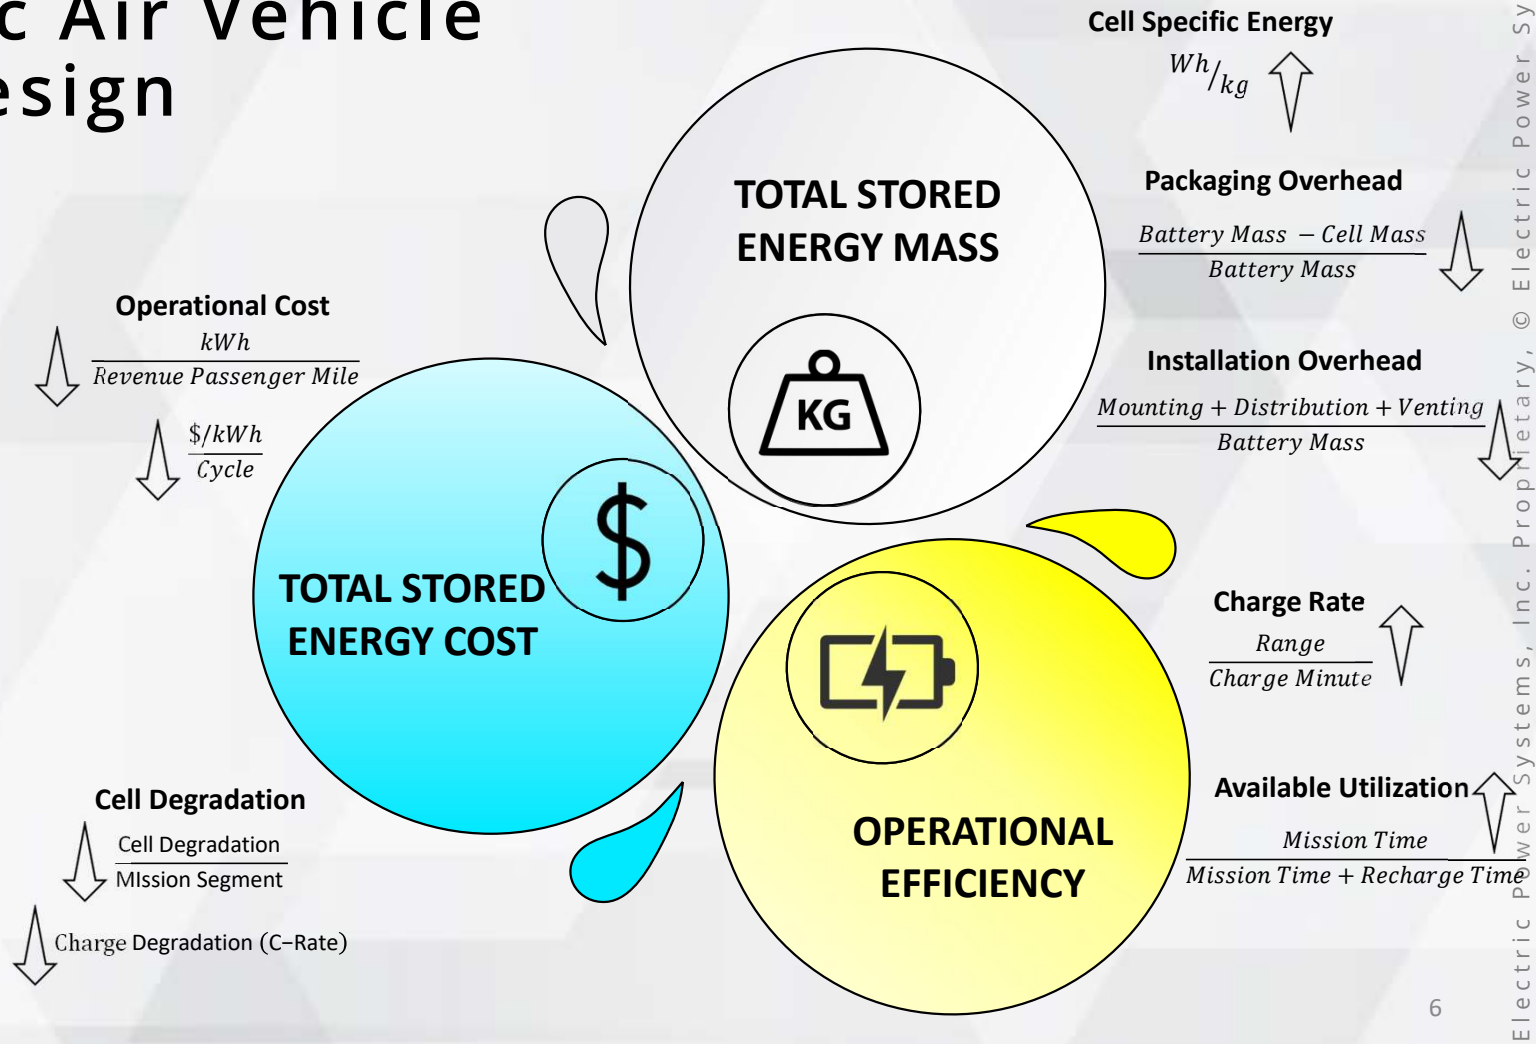 c Air Vehicle
esign
Cell Specific Energy
Wh/kg
Packaging Overhead
Battery Mass − Cell Mass
Battery Mass
Installation Overhead
Mounting + Distribution + Venting
Battery Mass
TOTAL STORED
ENERGY MASS
KG
Operational Cost
kWh
Revenue Passenger Mile
$/kWh
Cycle
$
TOTAL STORED
ENERGY COST
Cell Degradation
Cell Degradation
MIssion Segment
Charge Degradation (C−Rate)
OPERATIONAL
EFFICIENCY
Charge Rate
Range
Charge Minute
Available Utilization
Mission Time
Mission Time + Recharge Time
6
Electric Power Systems, Inc. Proprietary, © Electric Power Sy